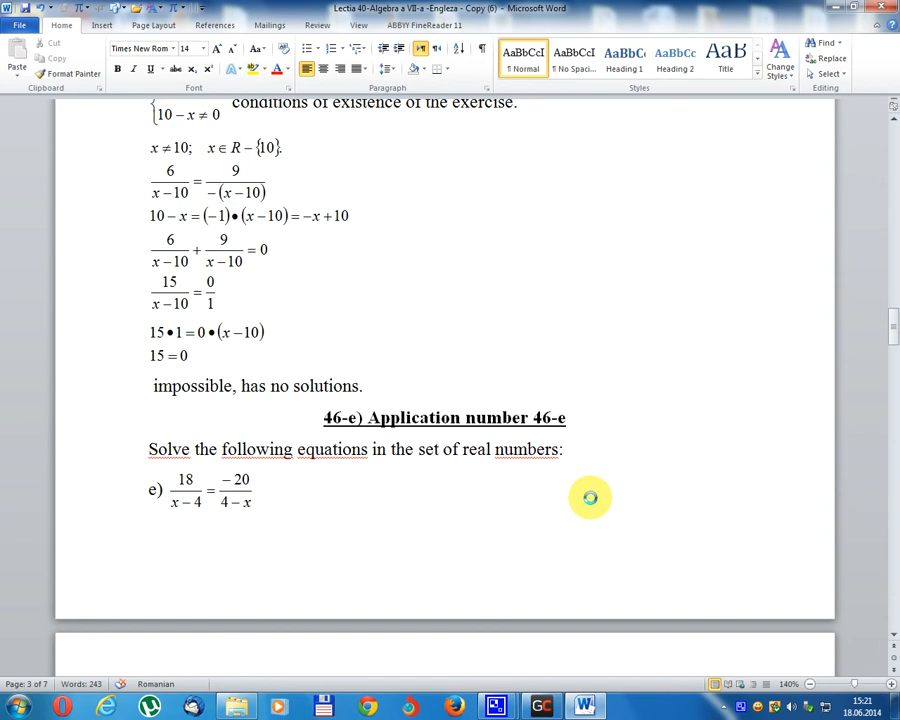 Lectia 40-Algebra a VII-a -Engleza - Copy (6) - Microsoft Word
File Home Insert Page Layout References Mailings Review View ABBYY FineReader 11
Cut
Copy
Format Painter
Paste
Clipboard
Times New Rom 14
B I U abc x₂ x²
Font
Paragraph
AaBbCcI AaBbCcI AaBbC AaBbCc AaB
¶ Normal ¶ No Spaci... Heading 1 Heading 2 Title
Change Styles
Styles
Find
Replace
Select
Editing
{10 − x ≠ 0 conditions of existence of the exercise.
x ≠ 10; x ∈ R − {10}.
6/(x − 10) = 9/(−(x − 10))
10 − x = (−1)•(x − 10) = −x + 10
6/(x − 10) + 9/(x − 10) = 0
15/(x − 10) = 0/1
15•1 = 0•(x − 10)
15 = 0
impossible, has no solutions.
46-e) Application number 46-e
Solve the following equations in the set of real numbers:
e) 18/(x − 4) = −20/(4 − x)
Page: 3 of 7 Words: 243 Romanian 140%
15:21
18.06.2014